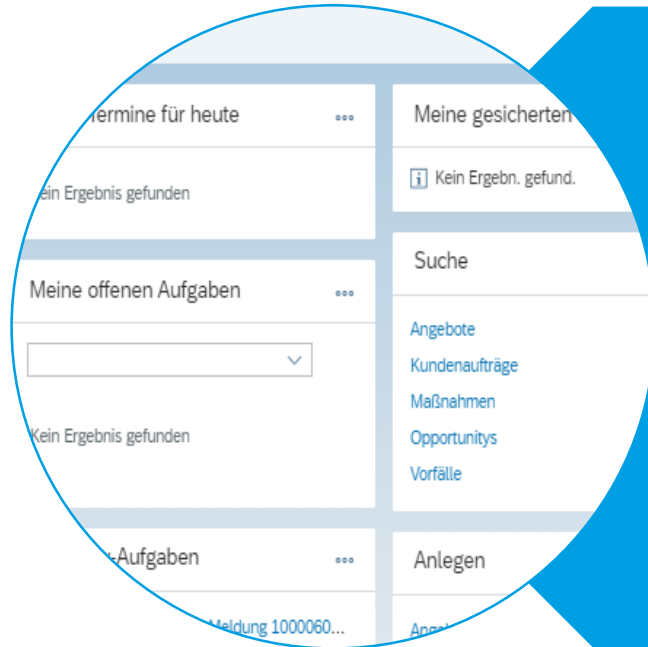 Termine für heute
Kein Ergebnis gefunden
Meine offenen Aufgaben
Kein Ergebnis gefunden
-Aufgaben
Meldung 1000060...
Meine gesicherten
Kein Ergebn. gefund.
Suche
Angebote
Kundenaufträge
Maßnahmen
Opportunitys
Vorfälle
Anlegen